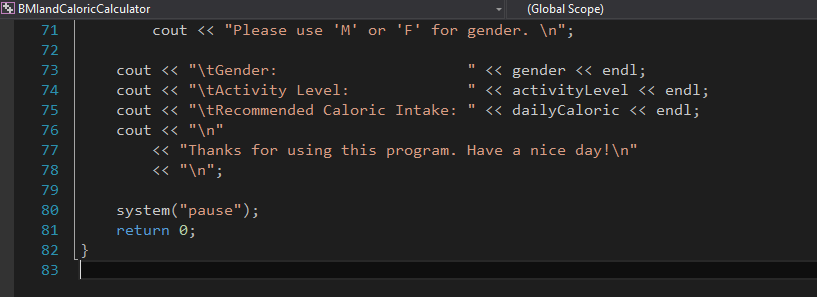 BMIandCaloricCalculator (Global Scope)
71 cout << "Please use 'M' or 'F' for gender. \n";
72
73 cout << "\tGender:                     " << gender << endl;
74 cout << "\tActivity Level:             " << activityLevel << endl;
75 cout << "\tRecommended Caloric Intake: " << dailyCaloric << endl;
76 cout << "\n"
77 << "Thanks for using this program. Have a nice day!\n"
78 << "\n";
79
80 system("pause");
81 return 0;
82 }
83